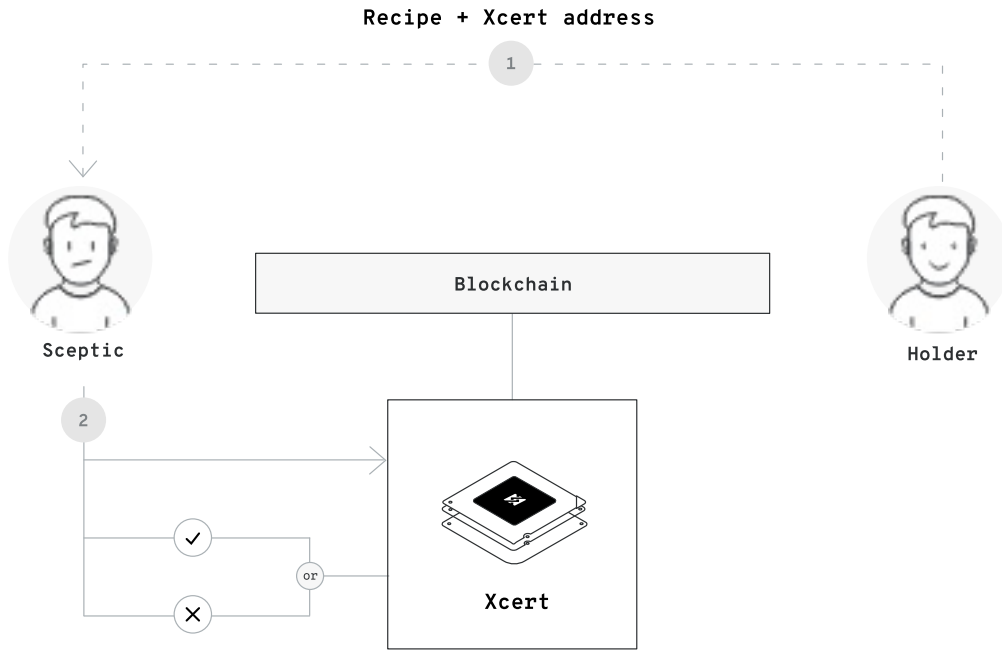 Recipe + Xcert address
1
Blockchain
Sceptic
Holder
2
or
Xcert